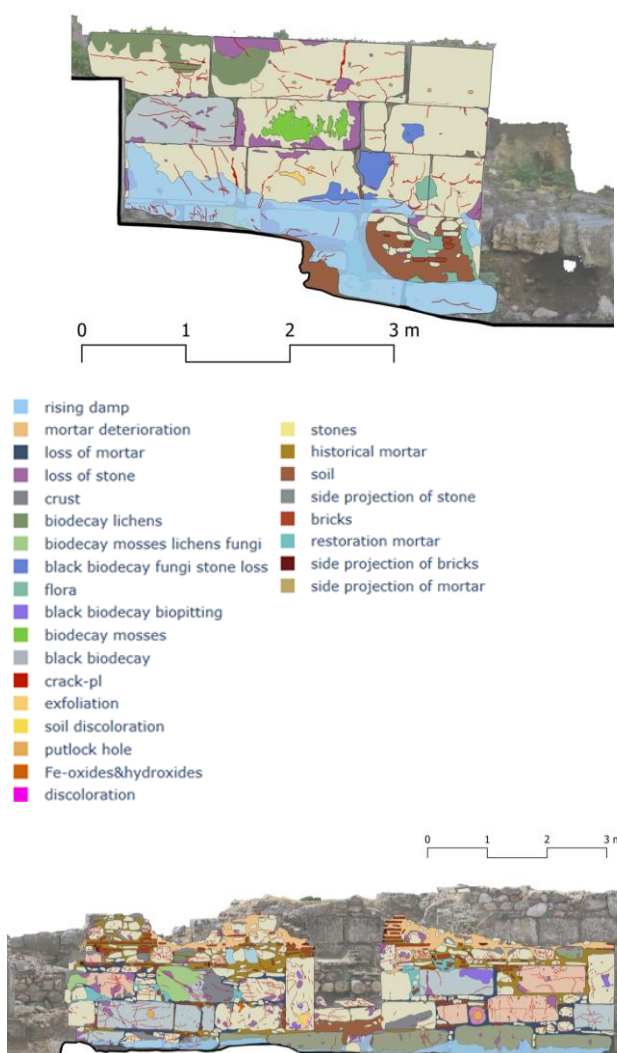 0 1 2 3 m
rising damp
mortar deterioration
loss of mortar
loss of stone
crust
biodecay lichens
biodecay mosses lichens fungi
black biodecay fungi stone loss
flora
black biodecay biopitting
biodecay mosses
black biodecay
crack-pl
exfoliation
soil discoloration
putlock hole
Fe-oxides&hydroxides
discoloration
stones
historical mortar
soil
side projection of stone
bricks
restoration mortar
side projection of bricks
side projection of mortar
0 1 2 3 m